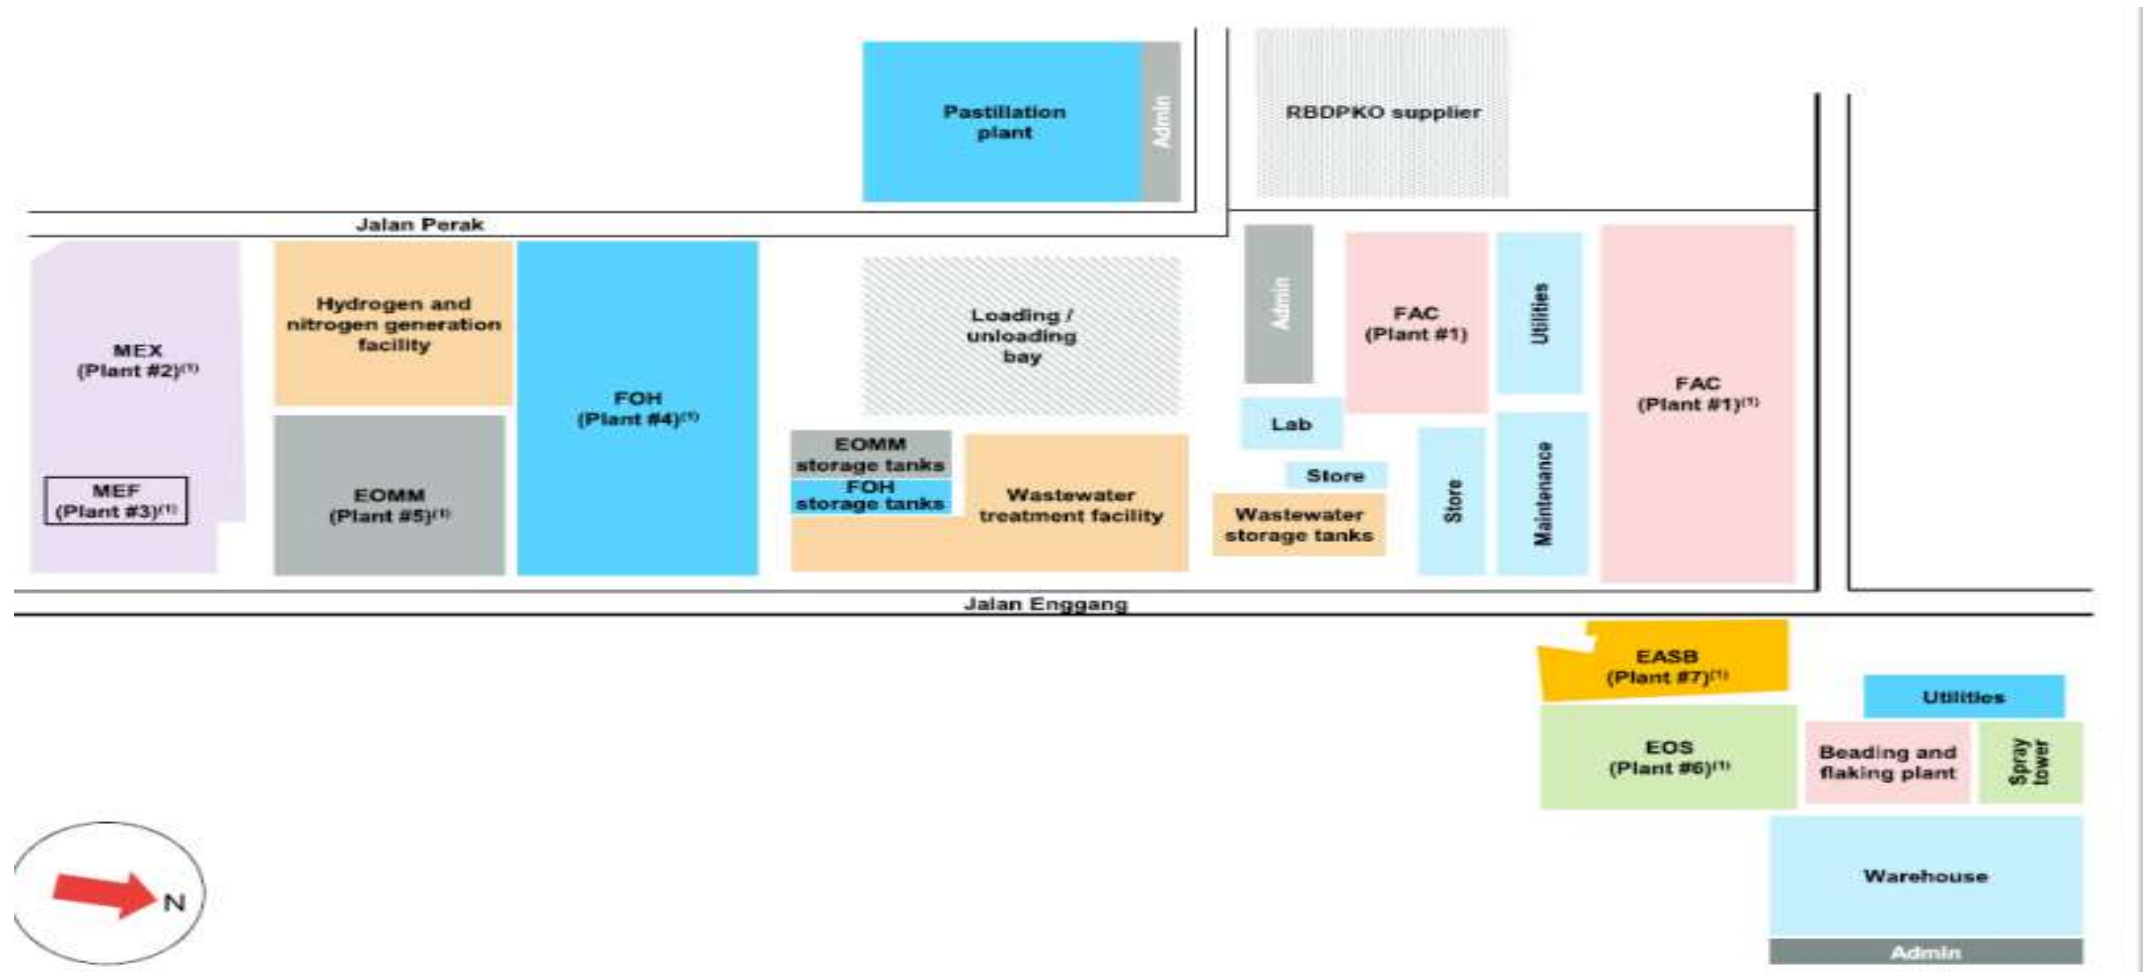 Pastillation
plant
Admin
RBDPKO supplier
Jalan Perak
MEX
(Plant #2)(1)
MEF
(Plant #3)(1)
Hydrogen and
nitrogen generation
facility
EOMM
(Plant #5)(1)
FOH
(Plant #4)(1)
Loading /
unloading
bay
EOMM
storage tanks
FOH
storage tanks
Wastewater
treatment facility
Admin
Lab
Store
Wastewater
storage tanks
FAC
(Plant #1)
Store
Utilities
Maintenance
FAC
(Plant #1)(1)
Jalan Enggang
EASB
(Plant #7)(1)
EOS
(Plant #6)(1)
Utilities
Beading and
flaking plant
Spray
tower
Warehouse
Admin
N